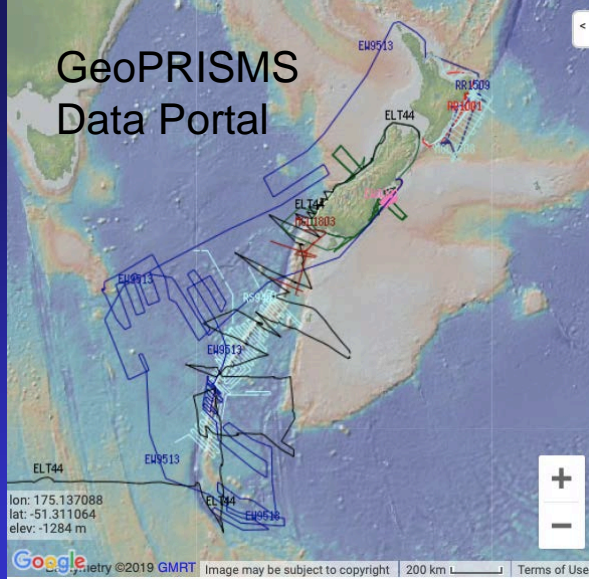 GeoPRISMS
Data Portal
<
EW9513
RR1509
RR1001
ELT44
ELT44
EW9513
EW9513
EW9513
ELT44
ELT44
EW9513
lon: 175.137088
lat: -51.311064
elev: -1284 m
+
−
Google
©2019 GMRT
Image may be subject to copyright
200 km
Terms of Use